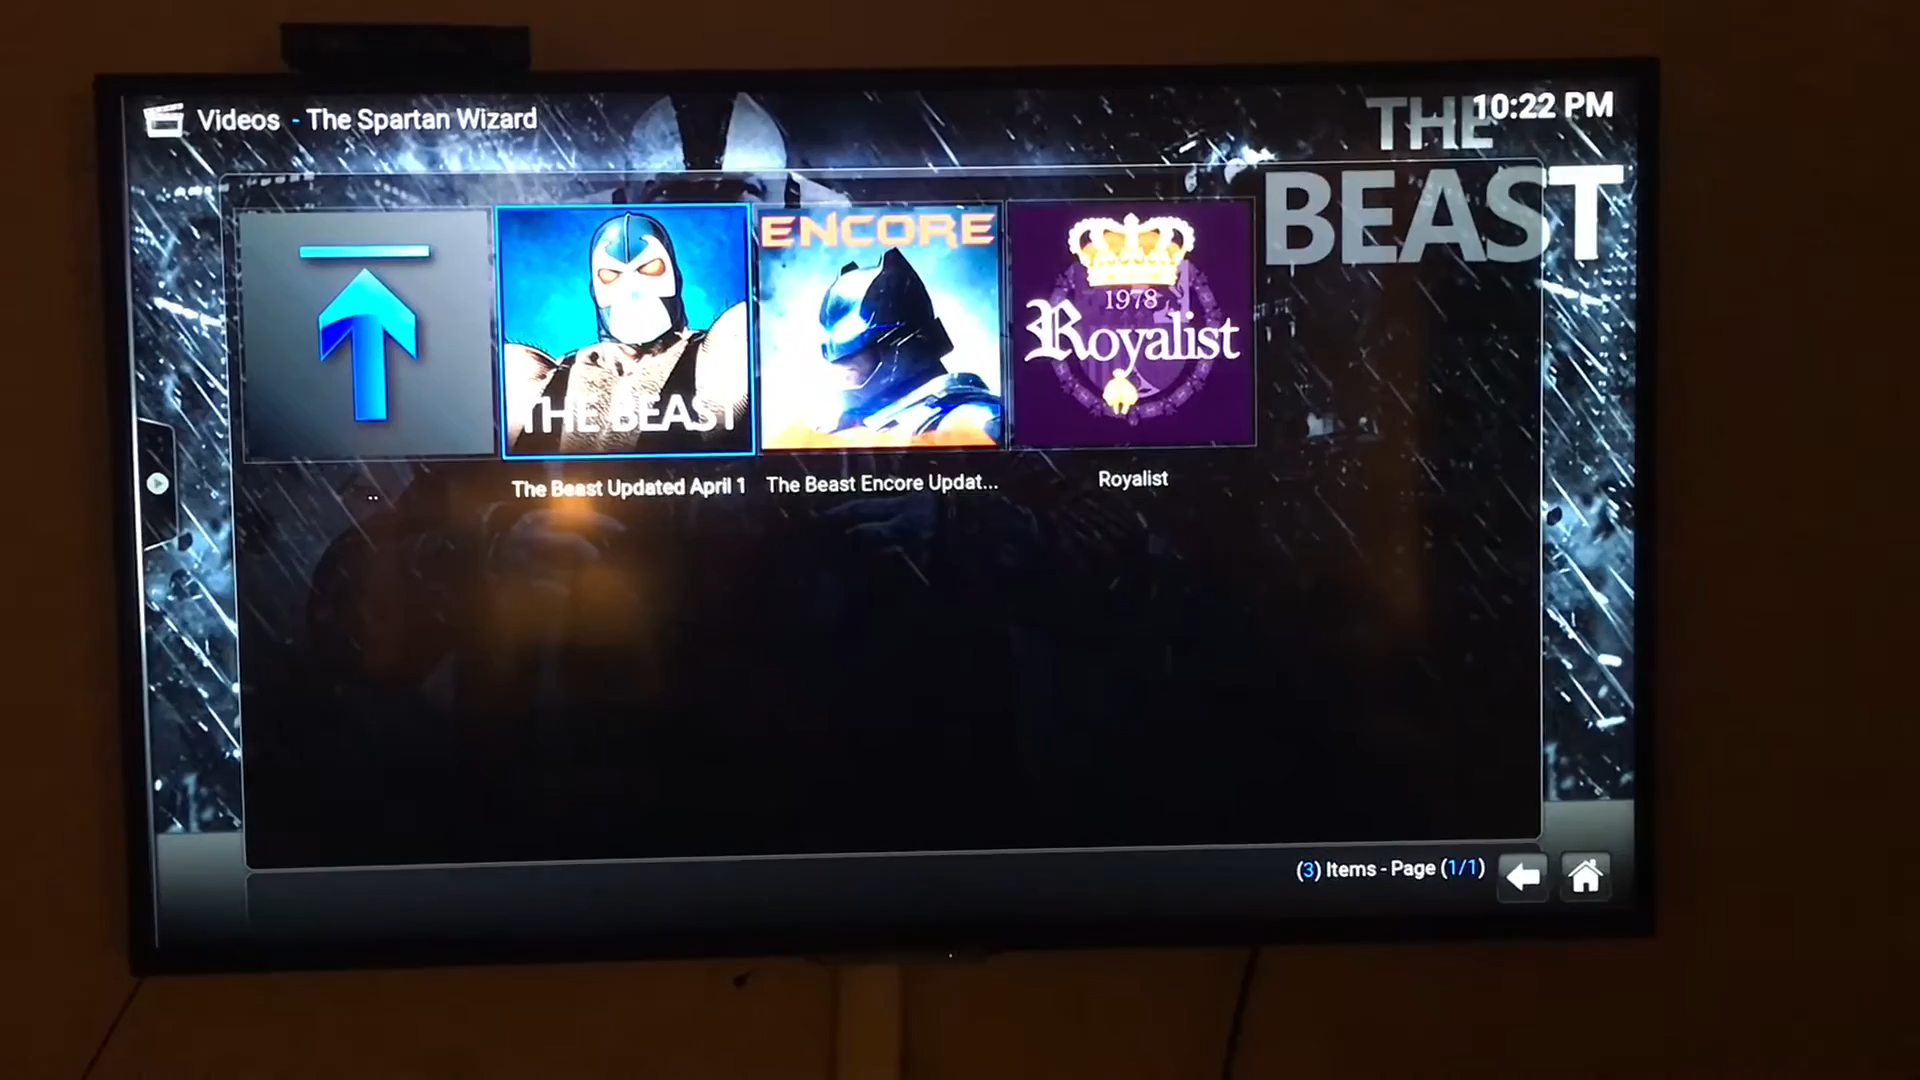 Videos - The Spartan Wizard
10:22 PM
THE
BEAST
ENCORE
1978
Royalist
THE BEAST
..
The Beast Updated April 1
The Beast Encore Updat...
Royalist
(3) Items - Page (1/1)